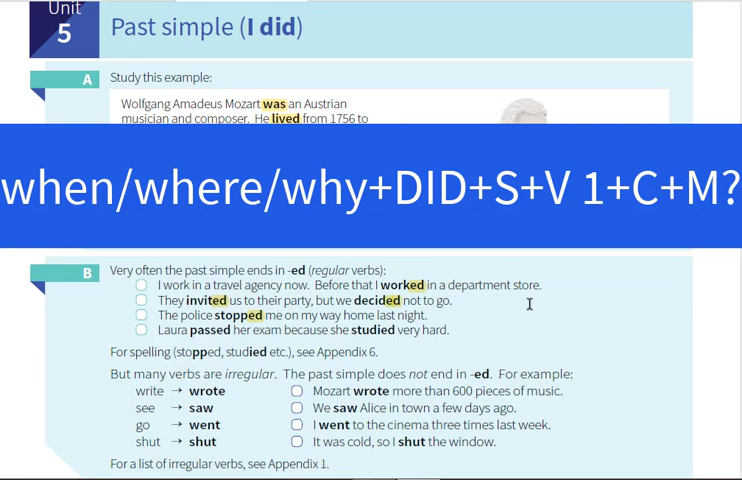 Unit
5
Past simple (I did)
A
Study this example:
Wolfgang Amadeus Mozart was an Austrian
musician and composer. He lived from 1756 to
when/where/why+DID+S+V 1+C+M?
B
Very often the past simple ends in -ed (regular verbs):
I work in a travel agency now. Before that I worked in a department store.
They invited us to their party, but we decided not to go.
The police stopped me on my way home last night.
Laura passed her exam because she studied very hard.
For spelling (stopped, studied etc.), see Appendix 6.
But many verbs are irregular. The past simple does not end in -ed. For example:
write → wrote
Mozart wrote more than 600 pieces of music.
see → saw
We saw Alice in town a few days ago.
go → went
I went to the cinema three times last week.
shut → shut
It was cold, so I shut the window.
For a list of irregular verbs, see Appendix 1.